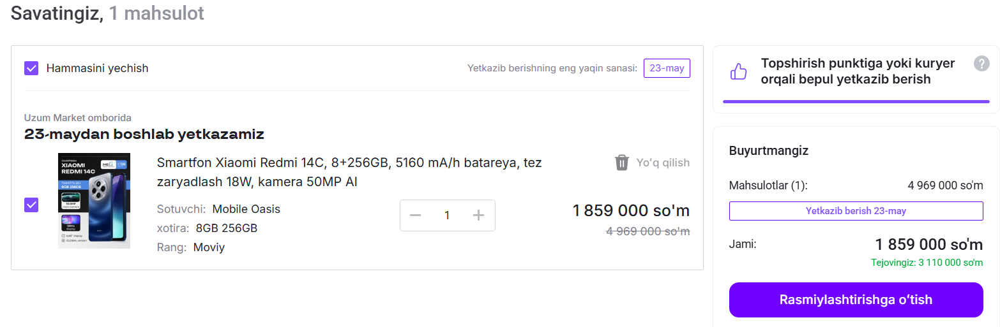 Savatingiz, 1 mahsulot
Hammasini yechish
Yetkazib berishning eng yaqin sanasi: 23-may
Uzum Market omborida
23-maydan boshlab yetkazamiz
XIAOMI
REDMI 14C
Smartfon Xiaomi Redmi 14C, 8+256GB, 5160 mA/h batareya, tez
zaryadlash 18W, kamera 50MP AI
Yoʻq qilish
Sotuvchi: Mobile Oasis
xotira: 8GB 256GB
Rang: Moviy
1
1 859 000 so'm
4 969 000 so'm
Topshirish punktiga yoki kuryer
orqali bepul yetkazib berish
?
Buyurtmangiz
Mahsulotlar (1): 4 969 000 so'm
Yetkazib berish 23-may
Jami: 1 859 000 so'm
Tejovingiz: 3 110 000 so'm
Rasmiylashtirishga oʻtish